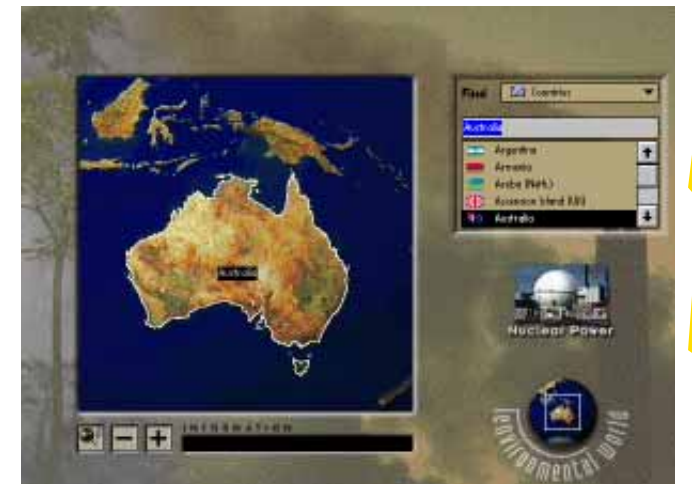 Find Countries
Australia
Argentina
Armenia
Aruba (Neth.)
Ascension Island (UK)
Australia
Australia
Nuclear Power
INFORMATION
environmental world